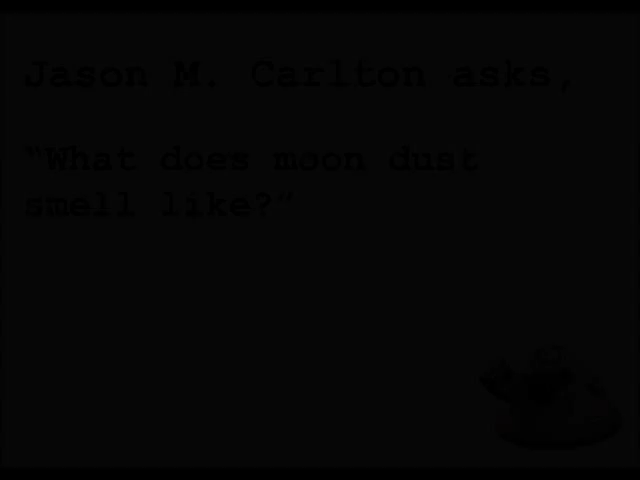 Jason M. Carlton asks,
“What does moon dust
smell like?”